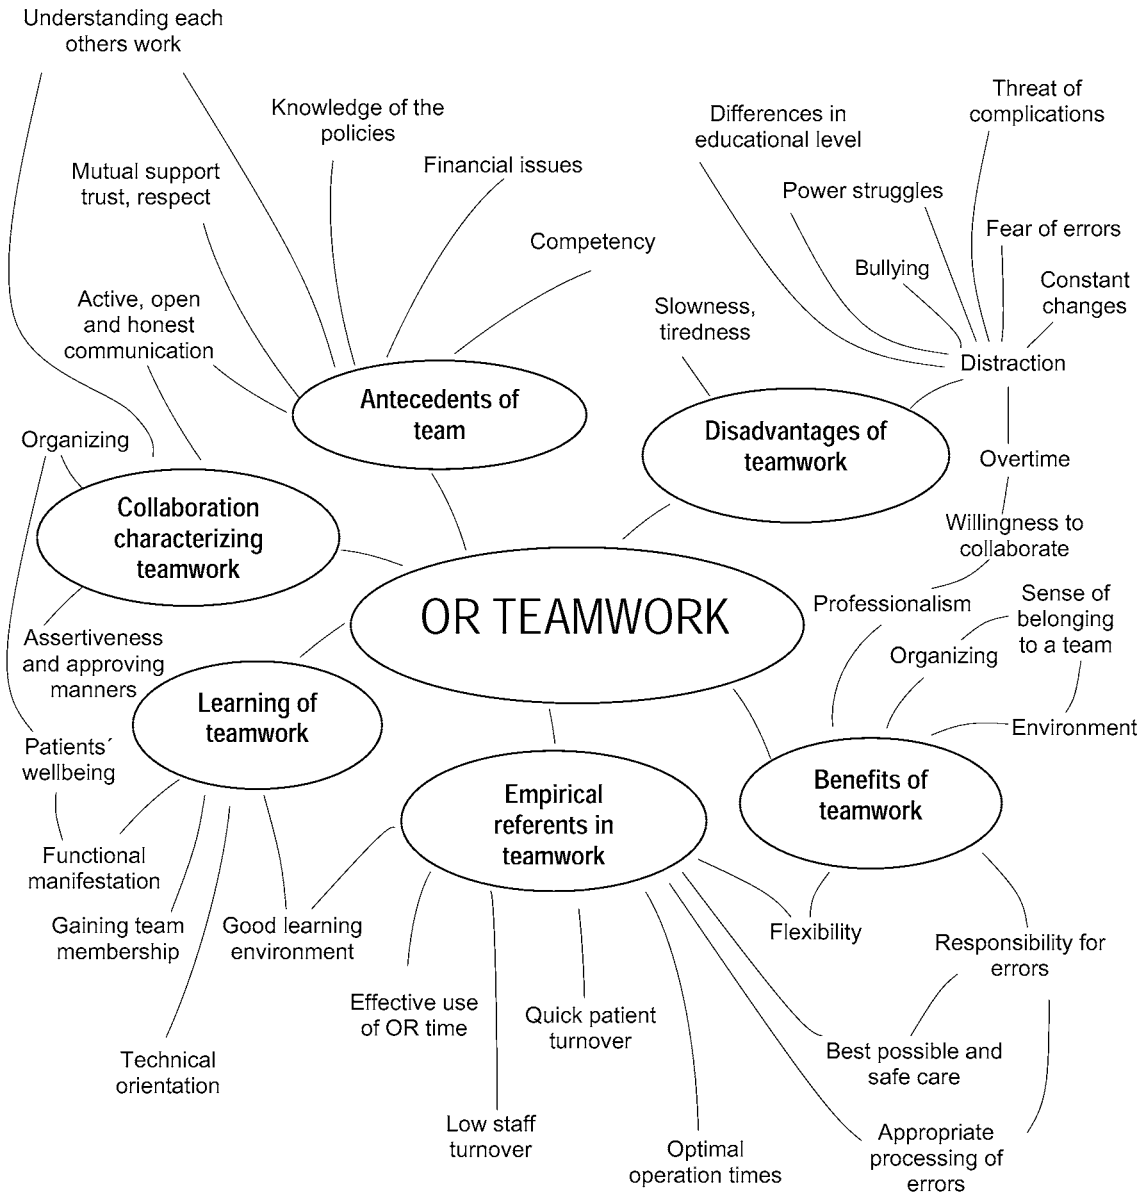 Understanding each
others work
Knowledge of the
policies
Financial issues
Mutual support
trust, respect
Competency
Active, open
and honest
communication
Antecedents of
team
Differences in
educational level
Threat of
complications
Power struggles
Fear of errors
Bullying
Constant
changes
Slowness,
tiredness
Distraction
Disadvantages of
teamwork
Overtime
Willingness to
collaborate
Organizing
Collaboration
characterizing
teamwork
OR TEAMWORK
Professionalism
Sense of
belonging
to a team
Organizing
Environment
Assertiveness
and approving
manners
Learning of
teamwork
Patients´
wellbeing
Functional
manifestation
Gaining team
membership
Good learning
environment
Technical
orientation
Empirical
referents in
teamwork
Benefits of
teamwork
Flexibility
Responsibility for
errors
Effective use
of OR time
Quick patient
turnover
Best possible and
safe care
Low staff
turnover
Optimal
operation times
Appropriate
processing of
errors